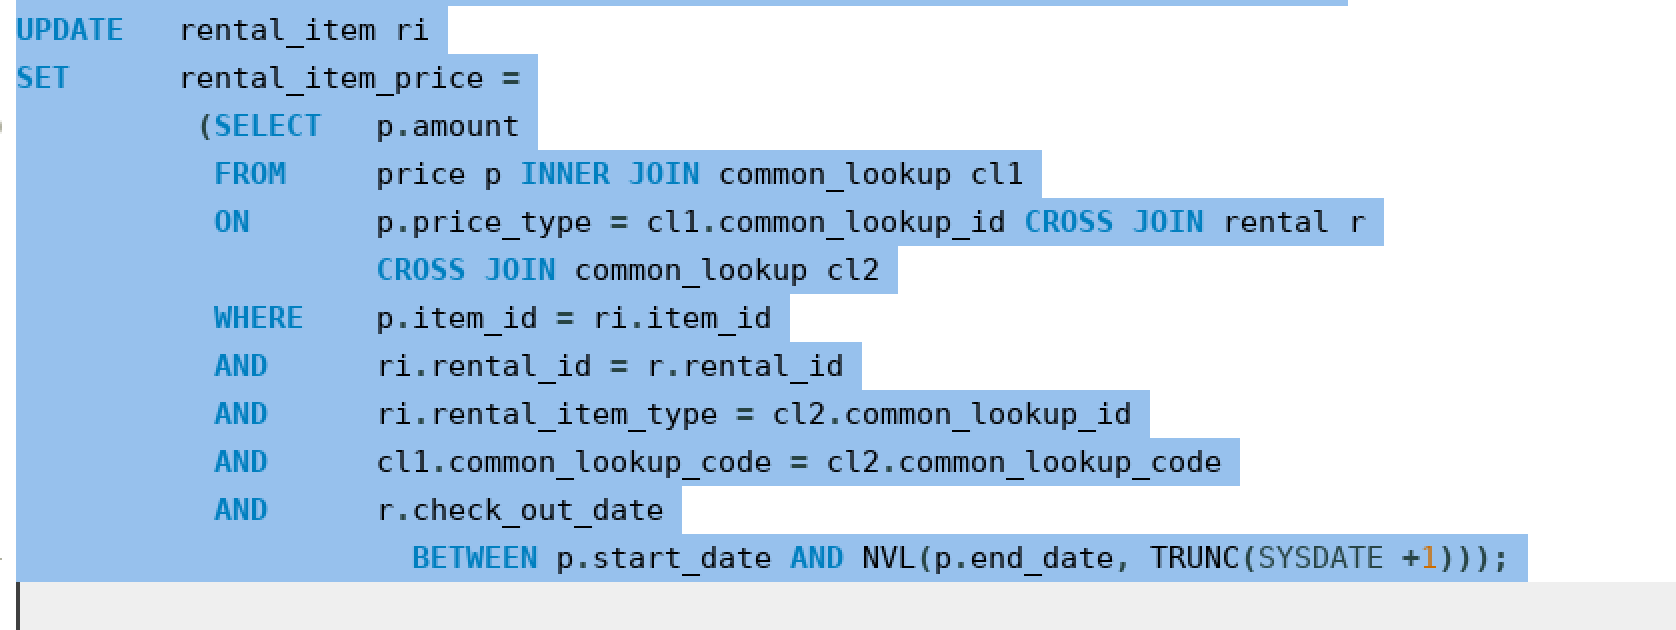 UPDATE   rental_item ri
SET      rental_item_price =
          (SELECT   p.amount
           FROM     price p INNER JOIN common_lookup cl1
           ON       p.price_type = cl1.common_lookup_id CROSS JOIN rental r
                    CROSS JOIN common_lookup cl2
           WHERE    p.item_id = ri.item_id
           AND      ri.rental_id = r.rental_id
           AND      ri.rental_item_type = cl2.common_lookup_id
           AND      cl1.common_lookup_code = cl2.common_lookup_code
           AND      r.check_out_date
                      BETWEEN p.start_date AND NVL(p.end_date, TRUNC(SYSDATE +1)));